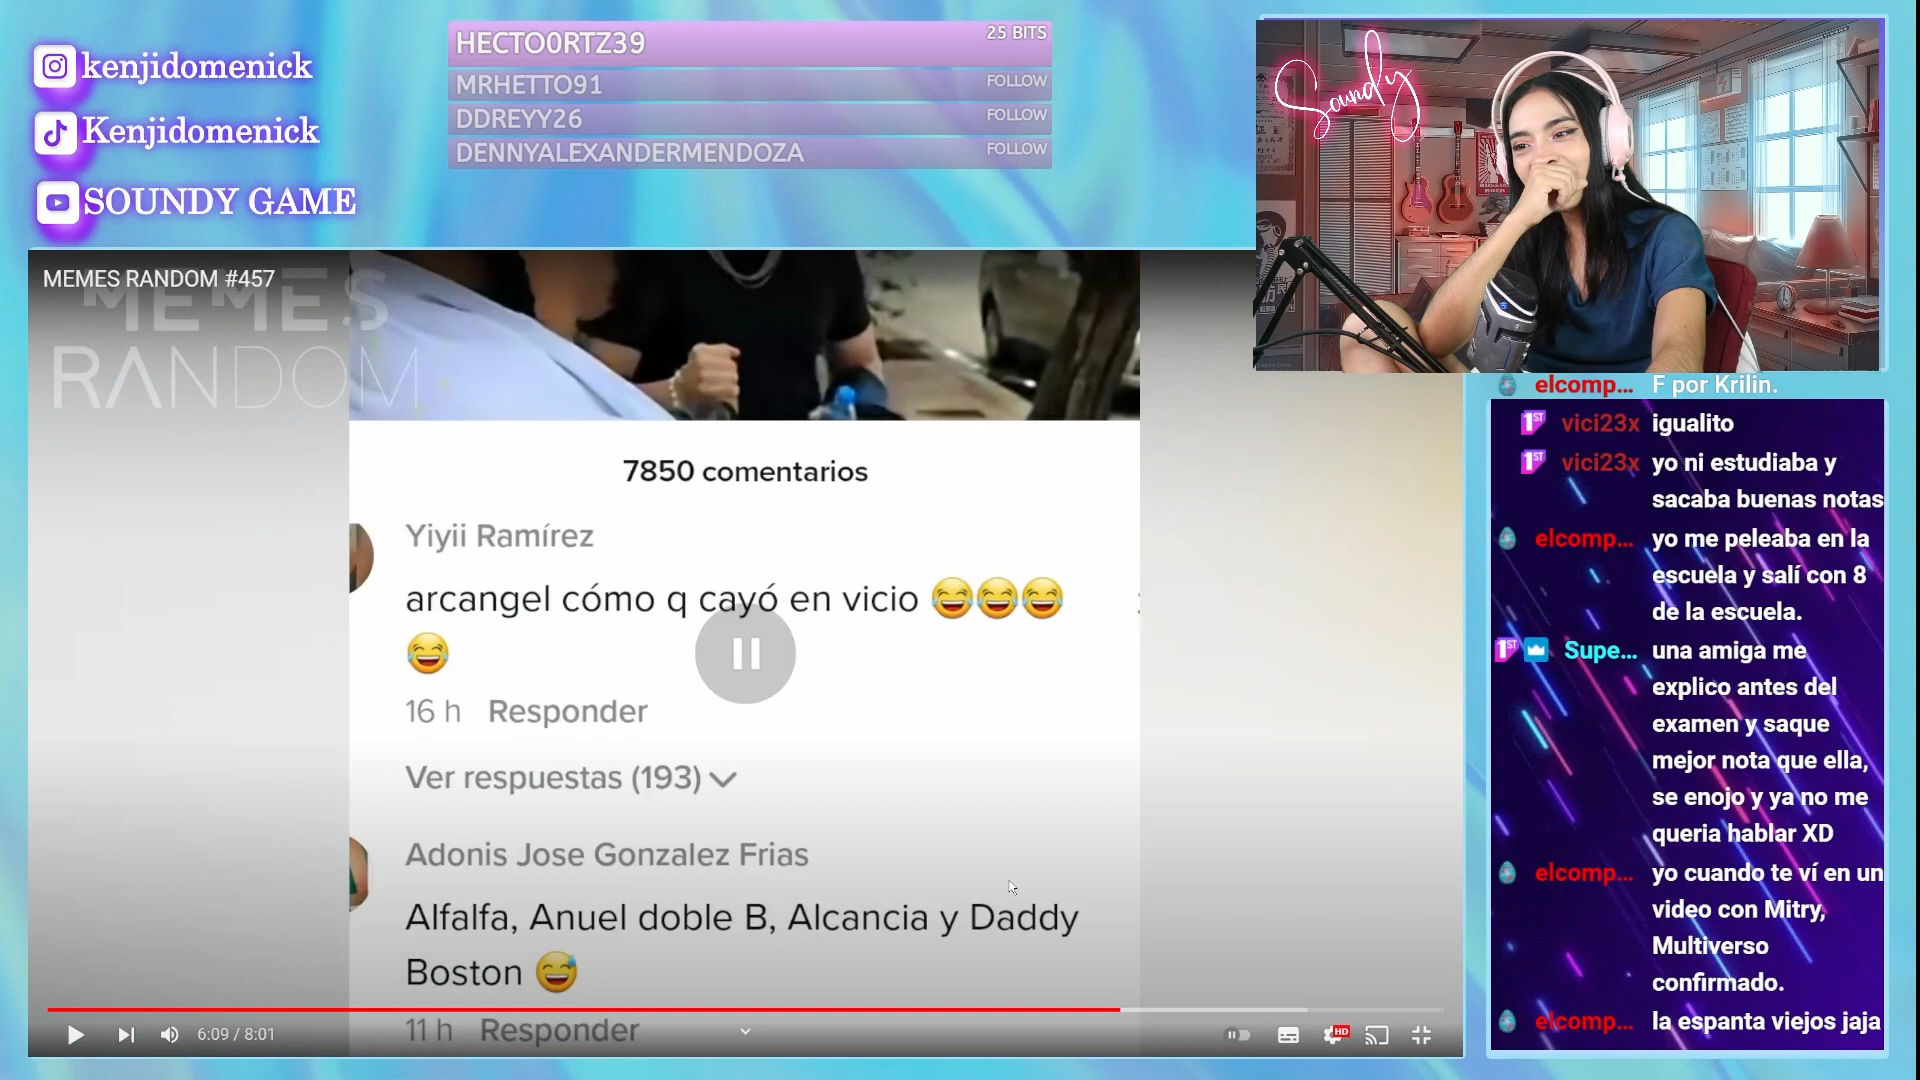 kenjidomenick
Kenjidomenick
SOUNDY GAME
HECTO0RTZ39 25 BITS
MRHETTO91 FOLLOW
DDREYY26 FOLLOW
DENNYALEXANDERMENDOZA FOLLOW
Soundy
MEMES RANDOM #457
MEMES
RANDOM
7850 comentarios
Yiyii Ramírez
arcangel cómo q cayó en vicio 😂😂😂
😂
16 h Responder
Ver respuestas (193)
Adonis Jose Gonzalez Frias
Alfalfa, Anuel doble B, Alcancia y Daddy
Boston 😅
11 h Responder
6:09 / 8:01
HD
elcomp... F por Krilin.
1ST vici23x igualito
1ST vici23x yo ni estudiaba y
sacaba buenas notas
elcomp... yo me peleaba en la
escuela y salí con 8
de la escuela.
1ST Supe... una amiga me
explico antes del
examen y saque
mejor nota que ella,
se enojo y ya no me
queria hablar XD
elcomp... yo cuando te ví en un
video con Mitry,
Multiverso
confirmado.
elcomp... la espanta viejos jaja